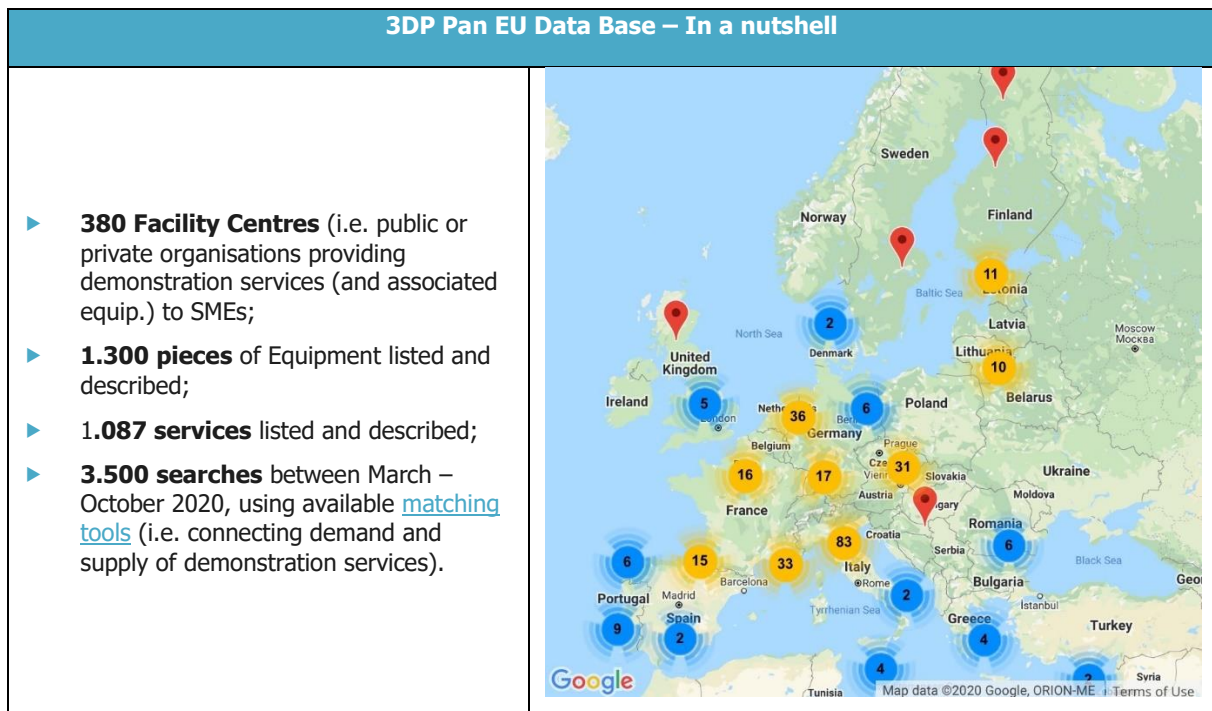 3DP Pan EU Data Base – In a nutshell
▶ 380 Facility Centres (i.e. public or
private organisations providing
demonstration services (and associated
equip.) to SMEs;
▶ 1.300 pieces of Equipment listed and
described;
▶ 1.087 services listed and described;
▶ 3.500 searches between March –
October 2020, using available matching
tools (i.e. connecting demand and
supply of demonstration services).
Sweden
Norway
Finland
11
Baltic Sea
2
North Sea
Latvia
Moscow
Москва
Denmark
United
Kingdom
10
Belarus
Ireland
5
6
Poland
36
Germany
Belgium
Prague
16
17
31
Slovakia
Ukraine
Austria
Moldova
France
Romania
83
Croatia
Serbia
6
Italy
Black Sea
6
15
33
Barcelona
Rome
Bulgaria
Portugal
Madrid
Istanbul
Tyrrhenian Sea
2
Spain
Greece
Turkey
9
2
4
4
Syria
Google
Tunisia
Map data ©2020 Google, ORION-ME
Terms of Use